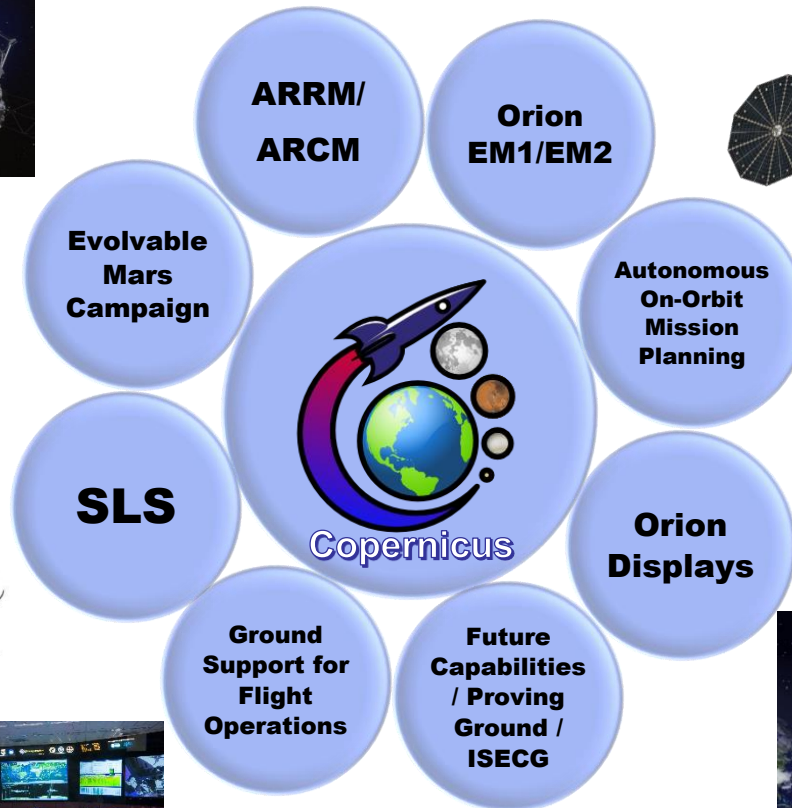 ARRM/
ARCM
Orion
EM1/EM2
Evolvable
Mars
Campaign
Autonomous
On-Orbit
Mission
Planning
Copernicus
SLS
Orion
Displays
Ground
Support for
Flight
Operations
Future
Capabilities
/ Proving
Ground /
ISECG